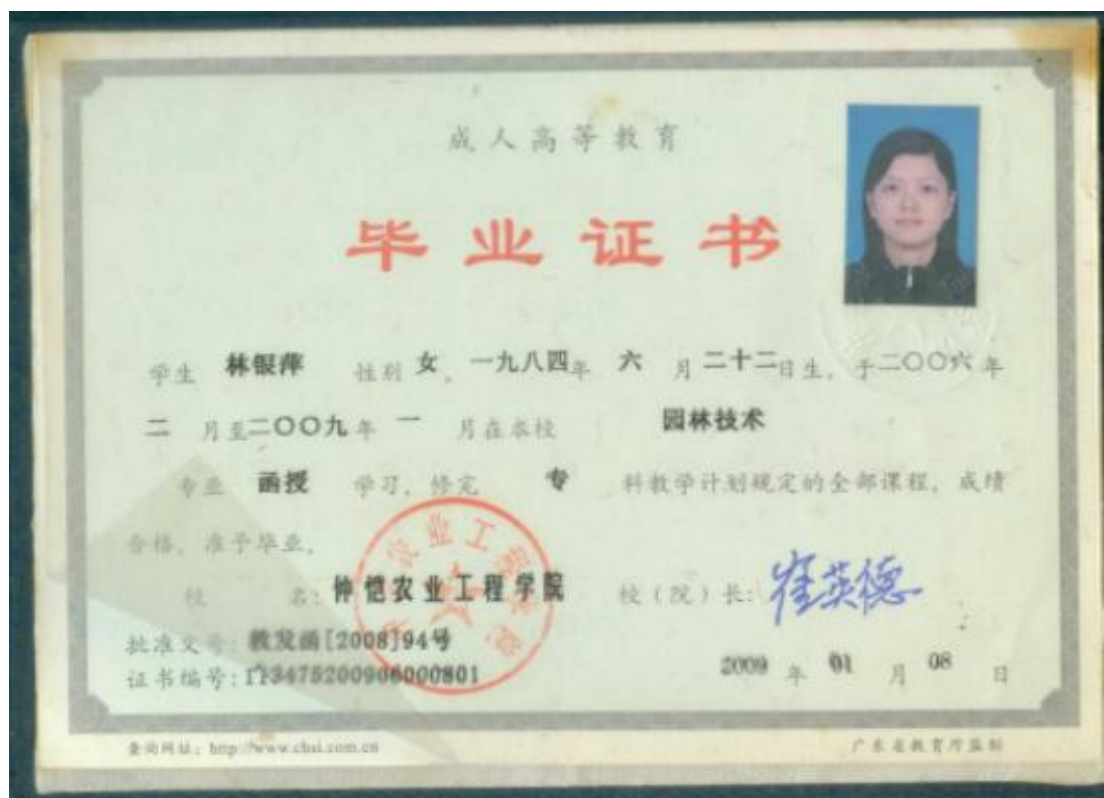 成人高等教育
毕业证书
学生 林银萍 性别 女，一九八四年 六 月二十二日生，于二〇〇六年
二 月至二〇〇九年 一 月在本校 园林技术
专业 函授 学习，修完 专 科教学计划规定的全部课程，成绩
合格，准予毕业。
校 名：仲恺农业工程学院 校（院）长：崔英德
批准文号：教发函[2008]94号
证书编号：113475200906000801
2009 年 01 月 08 日
查询网址：http://www.chsi.com.cn 广东省教育厅监制